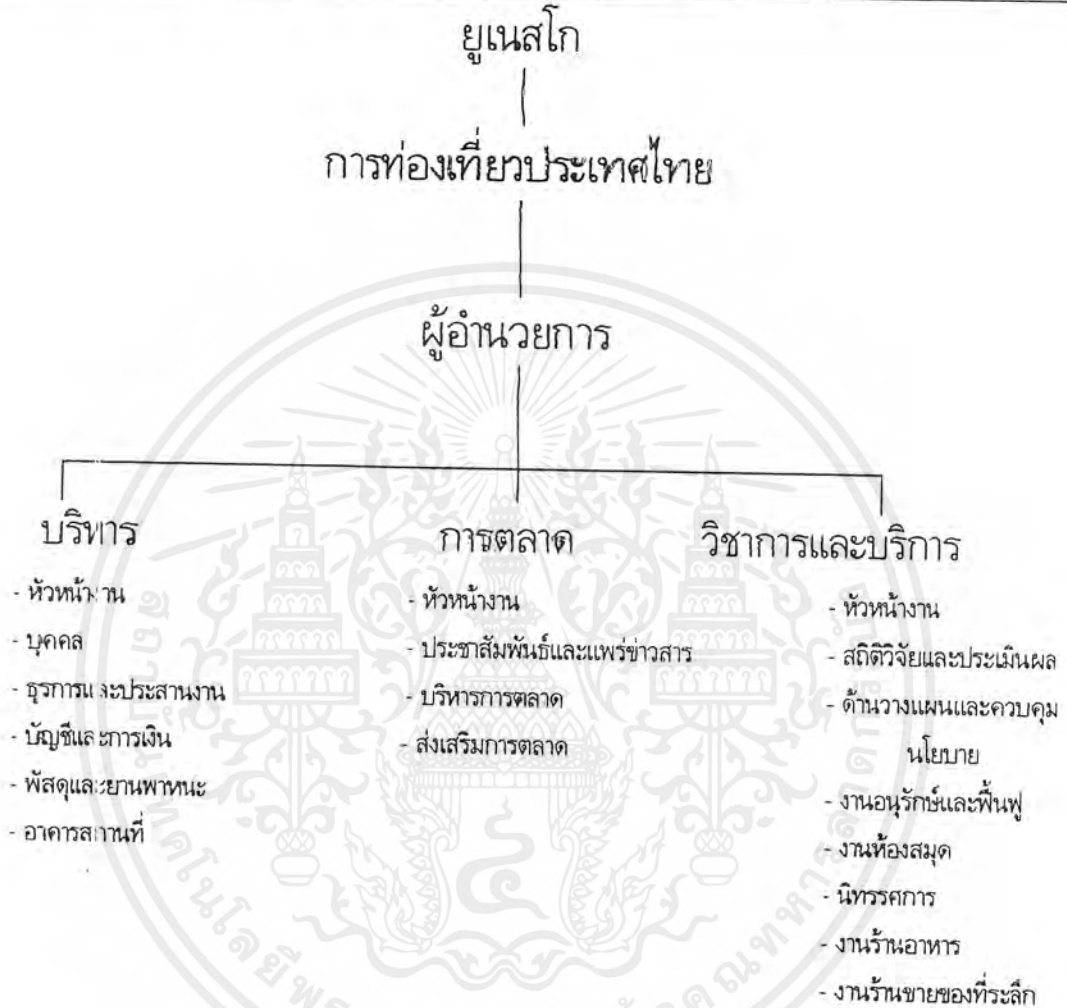 ยูเนสโก
การท่องเที่ยวประเทศไทย
ผู้อำนวยการ
บริหาร
- หัวหน้างาน
- บุคคล
- ธุรการและประสานงาน
- บัญชีและการเงิน
- พัสดุและยานพาหนะ
- อาคารสถานที่
การตลาด
- หัวหน้างาน
- ประชาสัมพันธ์และแพร่ข่าวสาร
- บริหารการตลาด
- ส่งเสริมการตลาด
วิชาการและบริการ
- หัวหน้างาน
- สถิติวิจัยและประเมินผล
- ด้านวางแผนและควบคุม
นโยบาย
- งานอนุรักษ์และฟื้นฟู
- งานห้องสมุด
- นิทรรศการ
- งานร้านอาหาร
- งานร้านขายของที่ระลึก